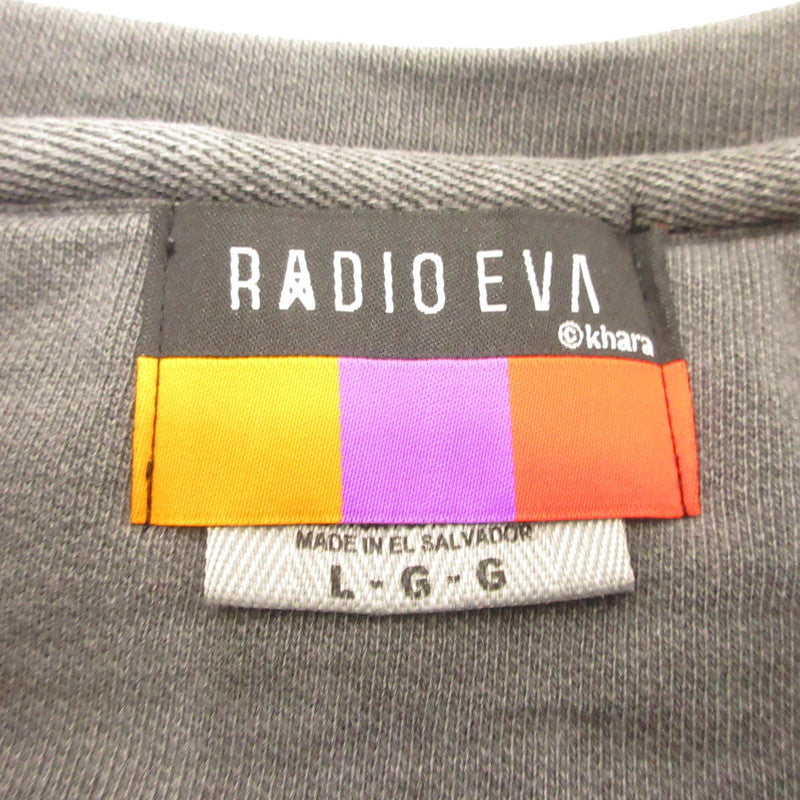 RADIO EVA
©khara
MADE IN EL SALVADOR
L - G - G